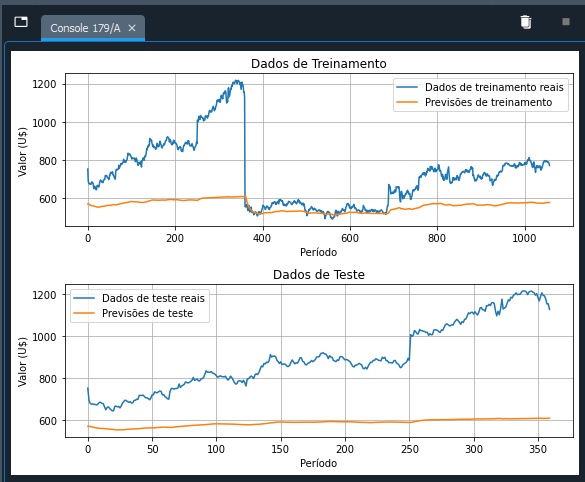 Console 179/A ×
Dados de Treinamento
1200
1000
800
600
Valor (U$)
Dados de treinamento reais
Previsões de treinamento
0 200 400 600 800 1000
Período
Dados de Teste
1200
1000
800
600
Valor (U$)
Dados de teste reais
Previsões de teste
0 50 100 150 200 250 300 350
Período